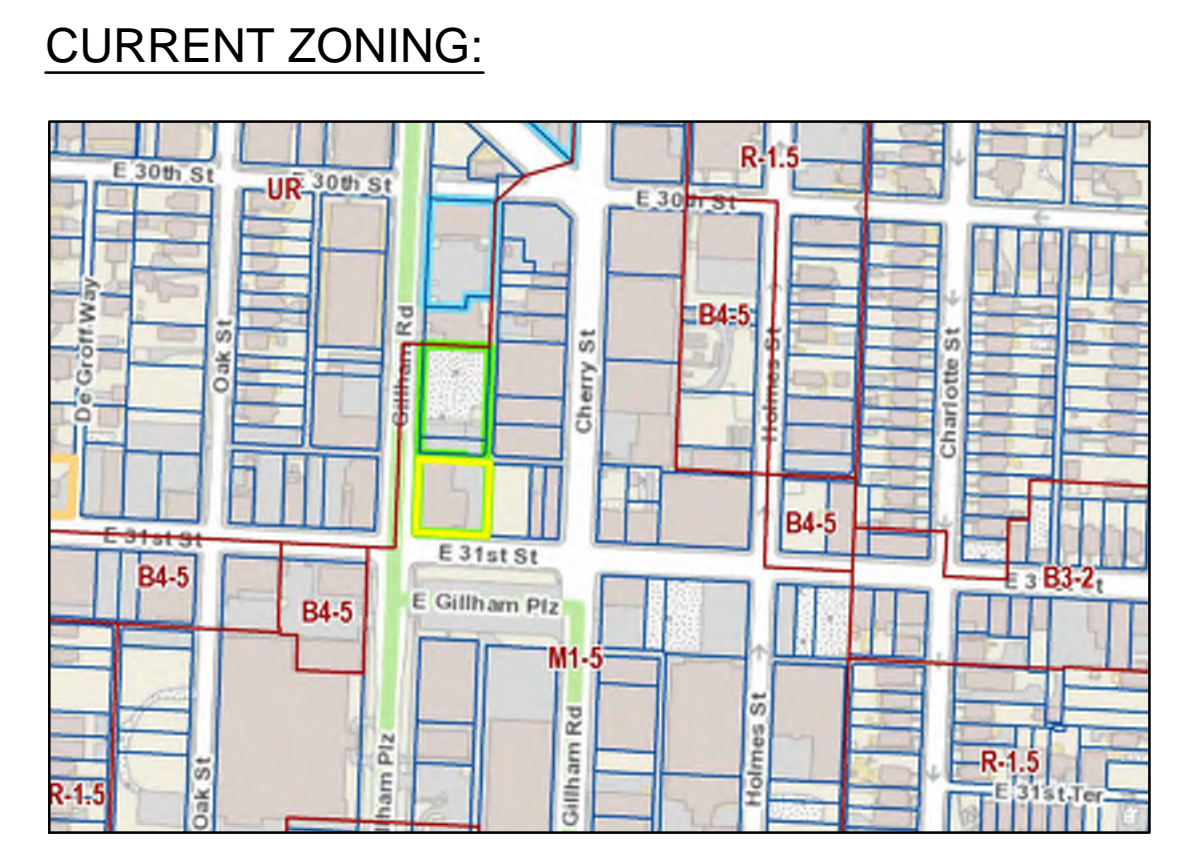 CURRENT ZONING:
R-1.5
E 30th St
UR
E 30th St
E 30th St
De Groff Way
Oak St
Gillham Rd
Cherry St
B4-5
Holmes St
Charlotte St
E 31st St
B4-5
E 31st St
B4-5
B3-2
B4-5
E Gillham Plz
M1-5
Oak St
Gillham Rd
Holmes St
R-1.5
R-1.5
E 31st Ter